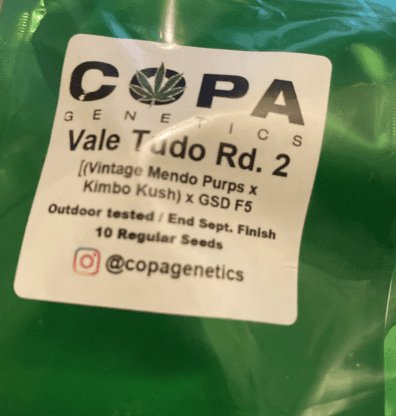 COPA
GENETICS
Vale Tudo Rd. 2
[(Vintage Mendo Purps x
Kimbo Kush) x GSD F5
Outdoor tested / End Sept. Finish
10 Regular Seeds
@copagenetics